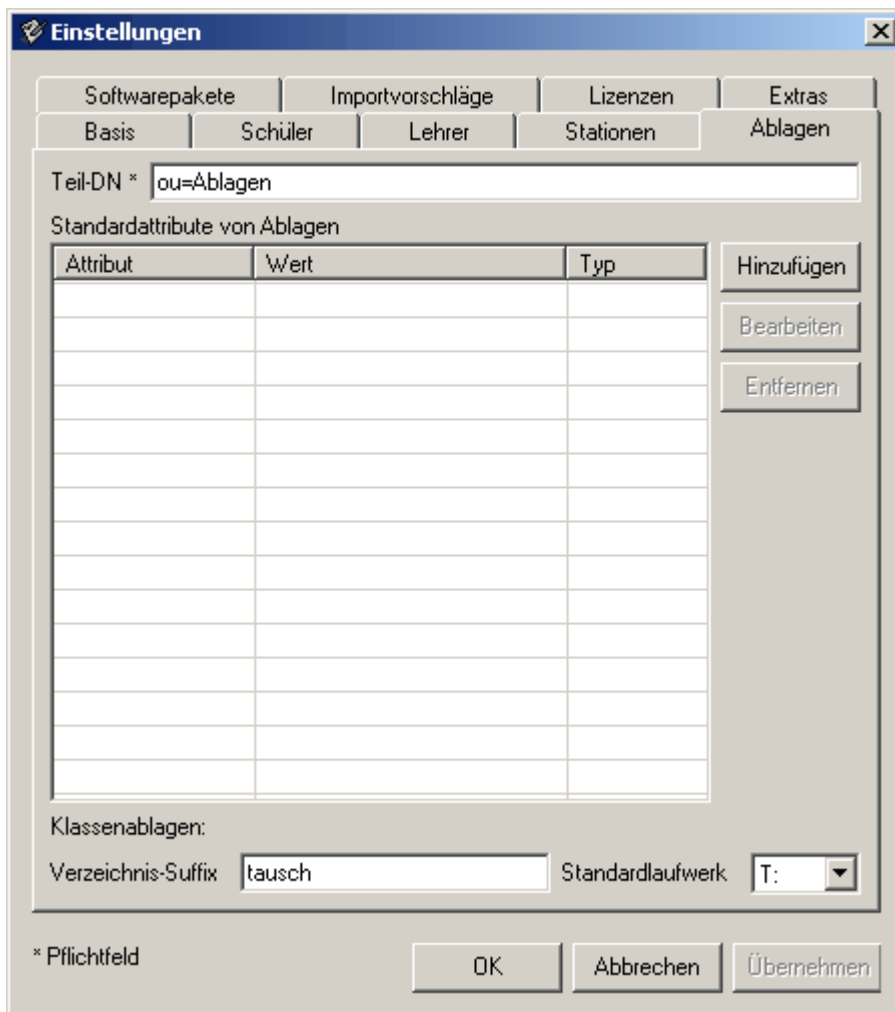 Einstellungen
Softwarepakete Importvorschläge Lizenzen Extras
Basis Schüler Lehrer Stationen Ablagen
Teil-DN * ou=Ablagen
Standardattribute von Ablagen
Attribut Wert Typ Hinzufügen
Bearbeiten
Entfernen
Klassenablagen:
Verzeichnis-Suffix tausch Standardlaufwerk T:
* Pflichtfeld OK Abbrechen Übernehmen